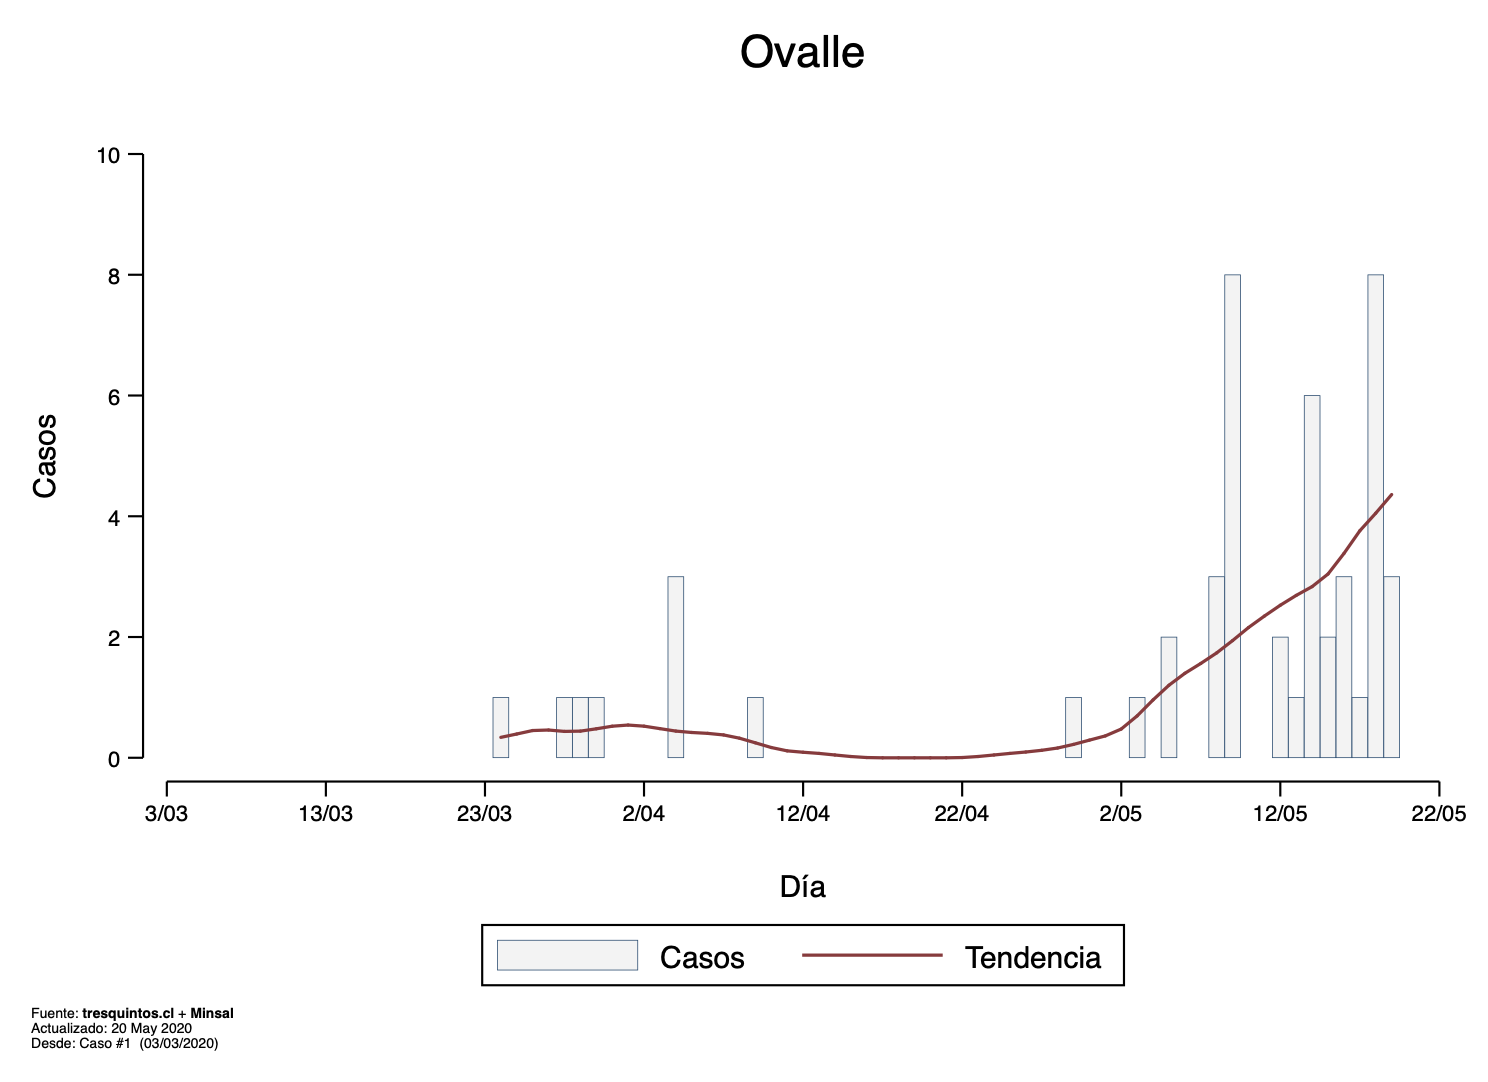 Ovalle
10
8
6
4
2
0
Casos
3/03 13/03 23/03 2/04 12/04 22/04 2/05 12/05 22/05
Día
Casos Tendencia
Fuente: tresquintos.cl + Minsal
Actualizado: 20 May 2020
Desde: Caso #1 (03/03/2020)